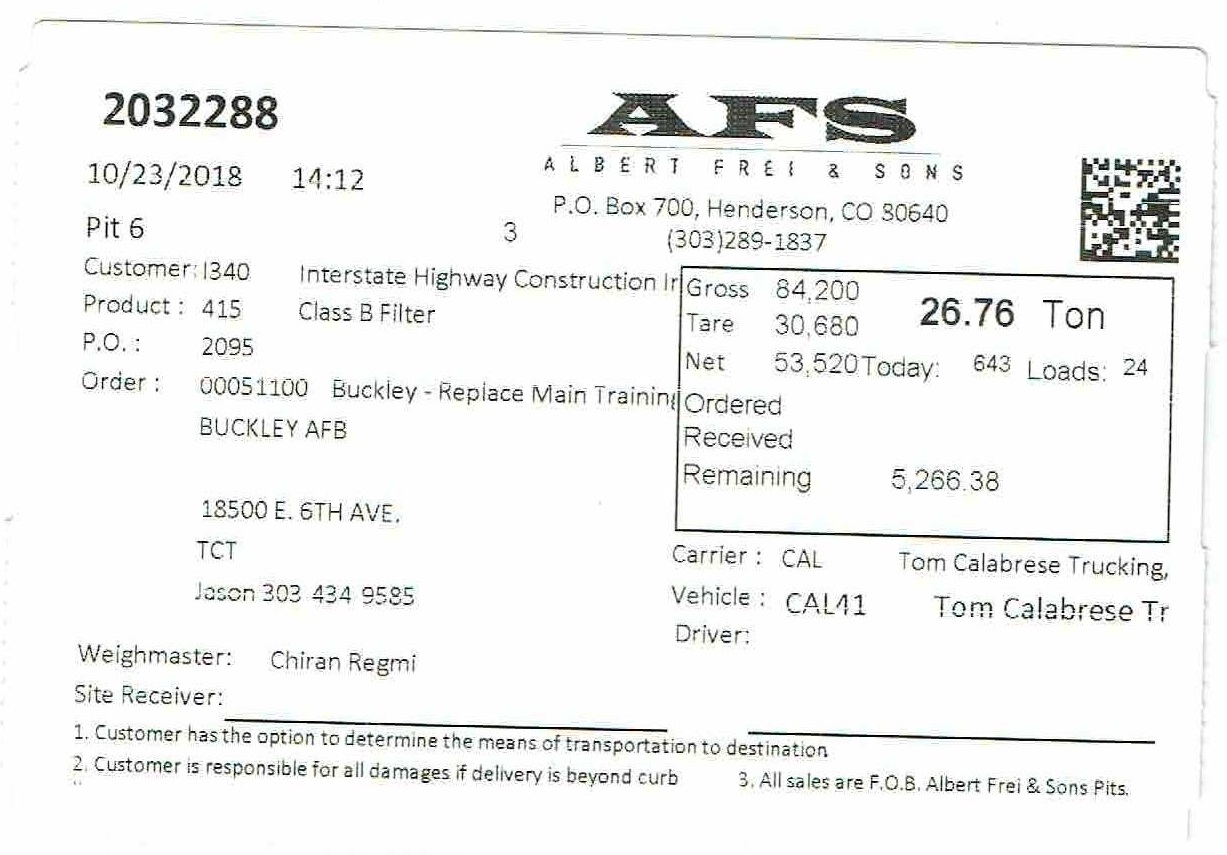 2032288
AFS
ALBERT FREI & SONS
10/23/2018 14:12
P.O. Box 700, Henderson, CO 80640
Pit 6 3 (303)289-1837
Customer: I340 Interstate Highway Construction In
Product : 415 Class B Filter
P.O. : 2095
Order : 00051100 Buckley - Replace Main Training
BUCKLEY AFB
18500 E. 6TH AVE.
TCT
Jason 303 434 9585
Gross 84,200 26.76 Ton
Tare 30,680
Net 53,520 Today: 643 Loads: 24
Ordered
Received
Remaining 5,266.38
Carrier : CAL Tom Calabrese Trucking,
Vehicle : CAL41 Tom Calabrese Tr
Driver:
Weighmaster: Chiran Regmi
Site Receiver:
1. Customer has the option to determine the means of transportation to destination
2. Customer is responsible for all damages if delivery is beyond curb 3. All sales are F.O.B. Albert Frei & Sons Pits.